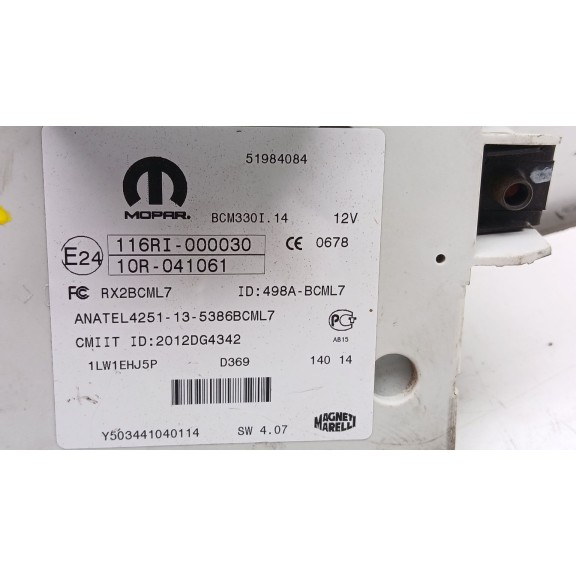 51984084
MOPAR.
BCM330I.14 12V
E24 116RI-000030 CE 0678
10R-041061
FC RX2BCML7 ID:498A-BCML7
ANATEL4251-13-5386BCML7
CMIIT ID:2012DG4342 AB15
1LW1EHJ5P D369 140 14
Y503441040114 SW 4.07 MAGNETI MARELLI